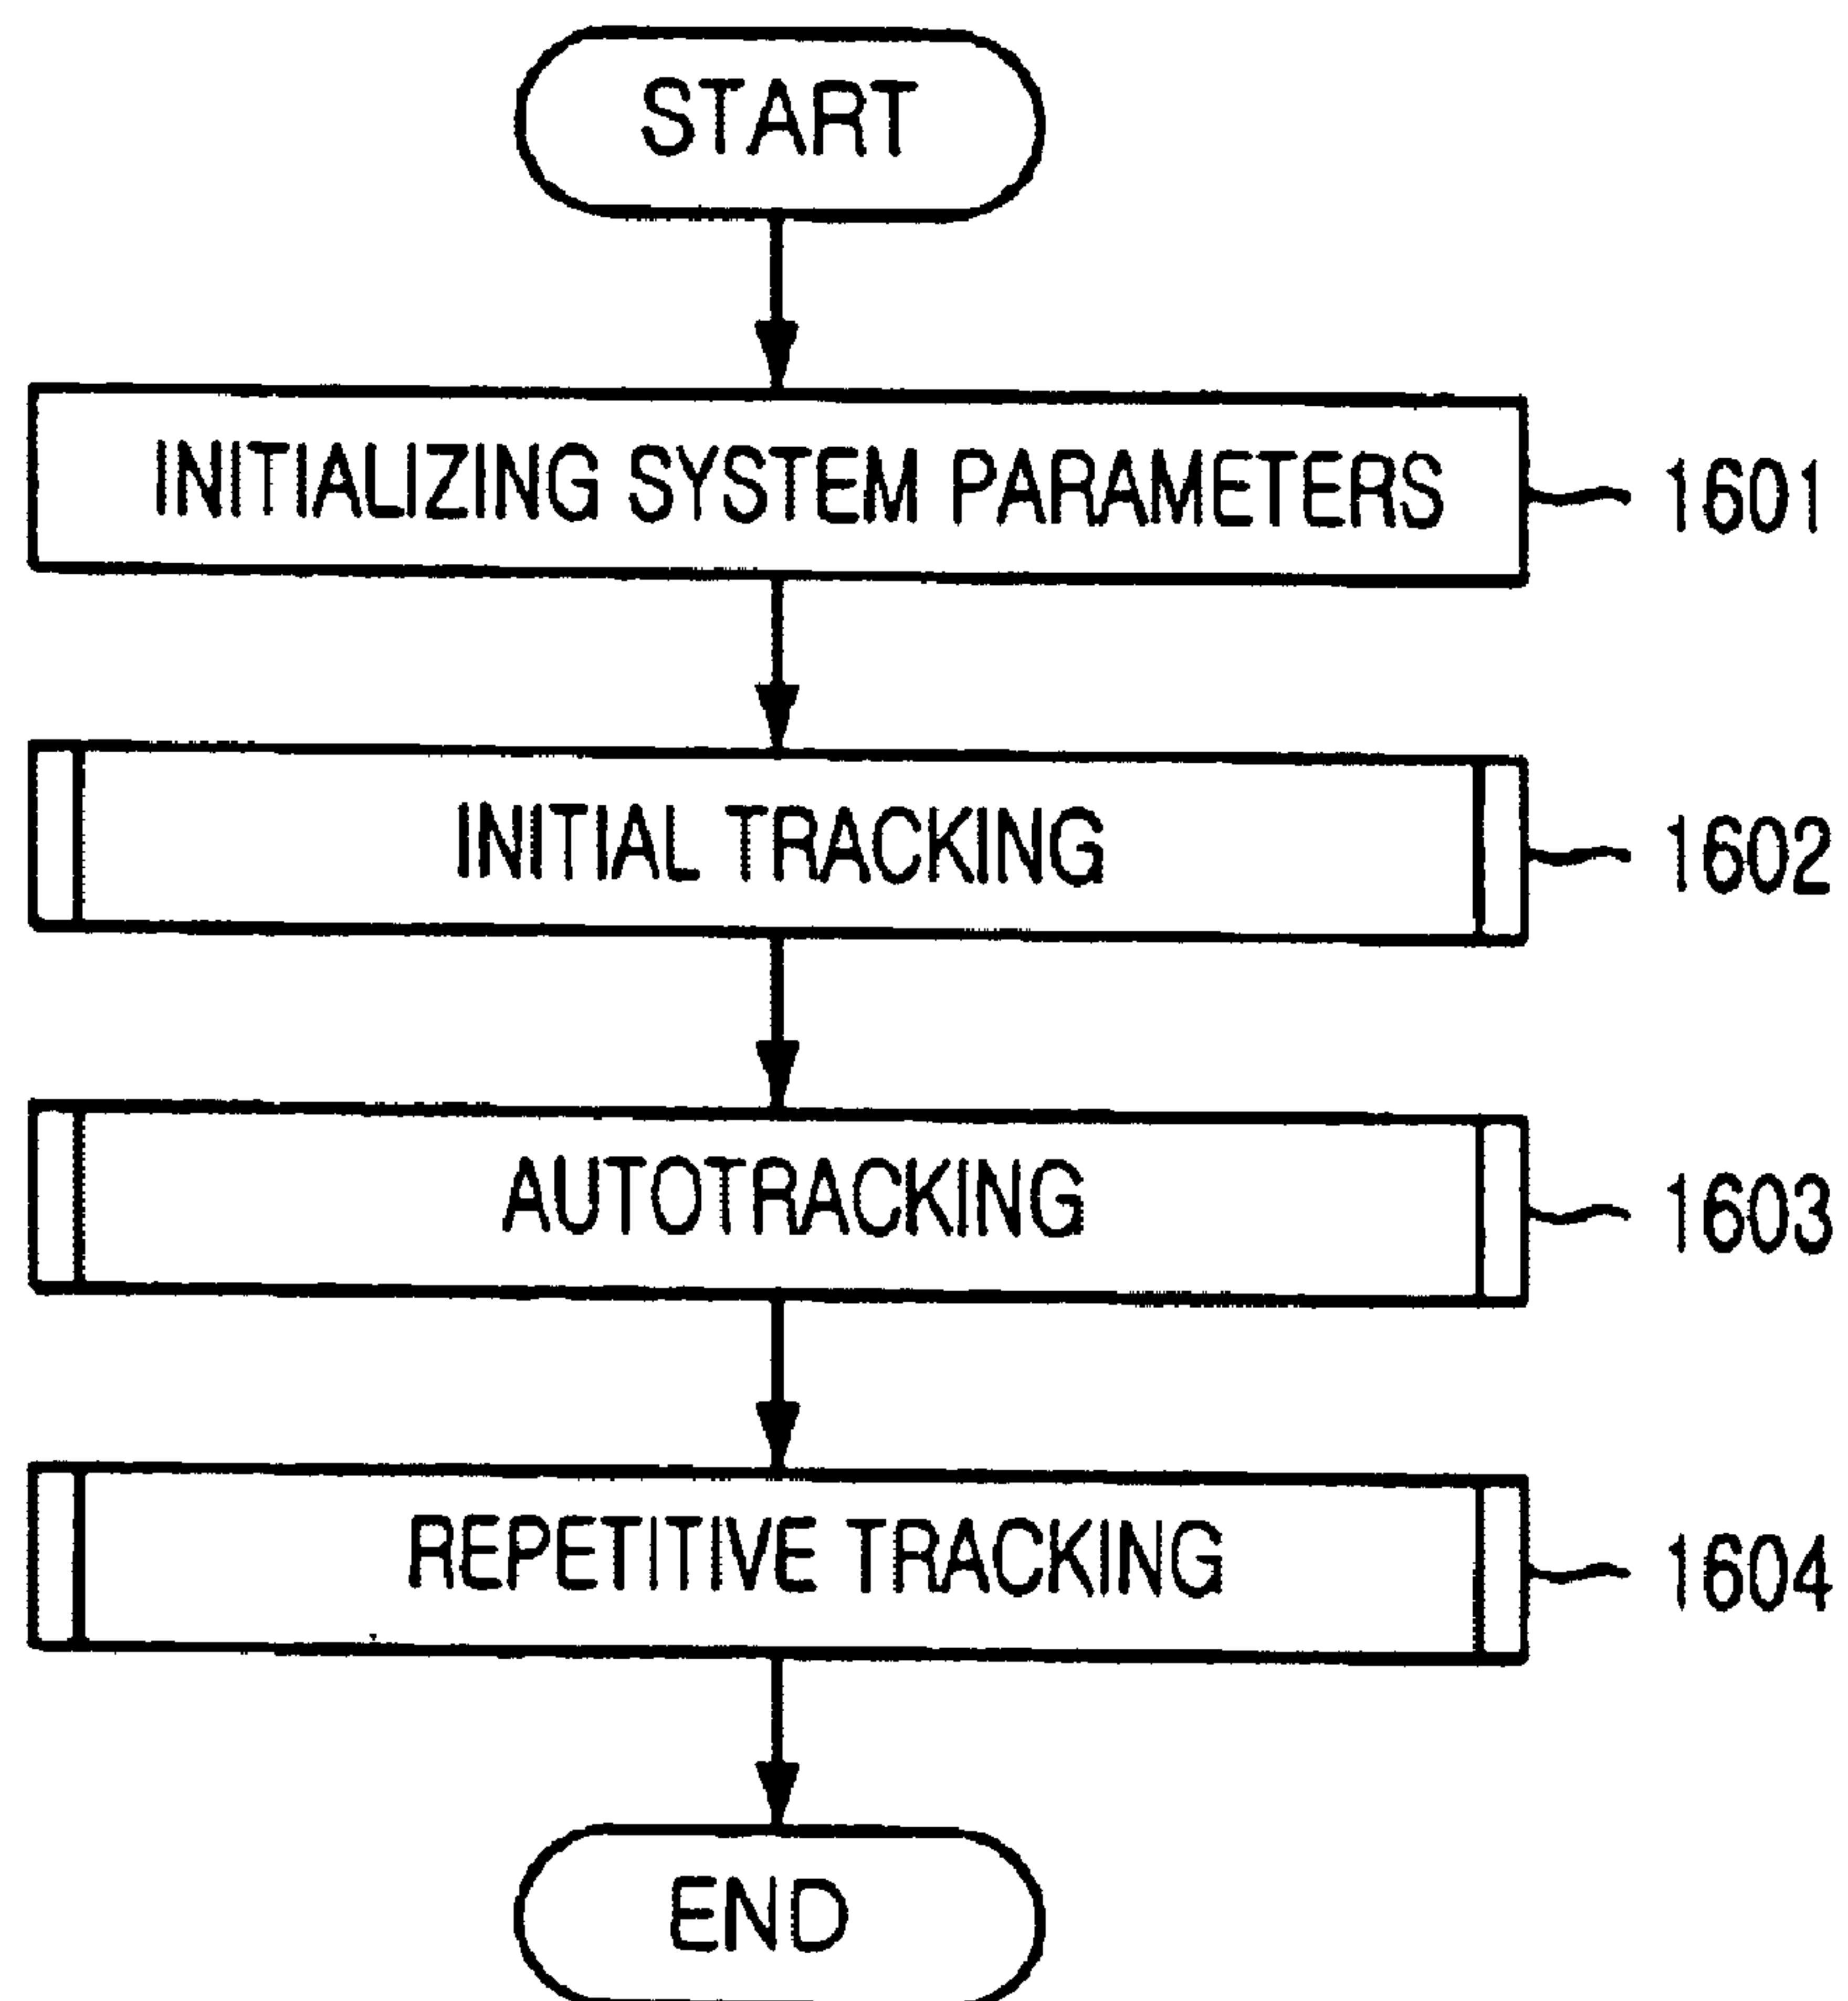 START
INITIALIZING SYSTEM PARAMETERS 1601
INITIAL TRACKING 1602
AUTOTRACKING 1603
REPETITIVE TRACKING 1604
END